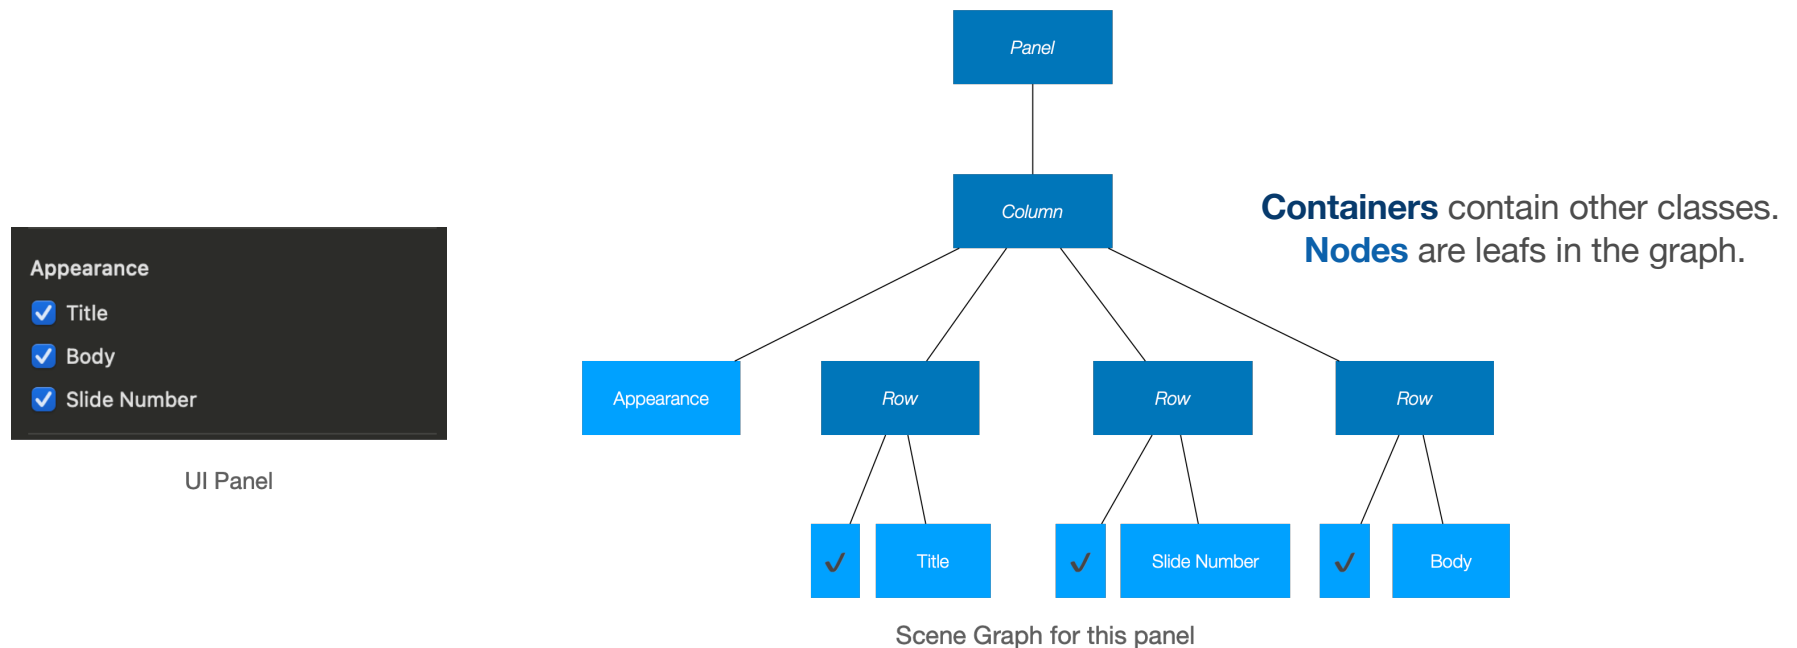 Appearance
Title
Body
Slide Number
UI Panel
Panel
Column
Appearance
Row
Row
Row
✓
Title
✓
Slide Number
✓
Body
Scene Graph for this panel
Containers contain other classes.
Nodes are leafs in the graph.